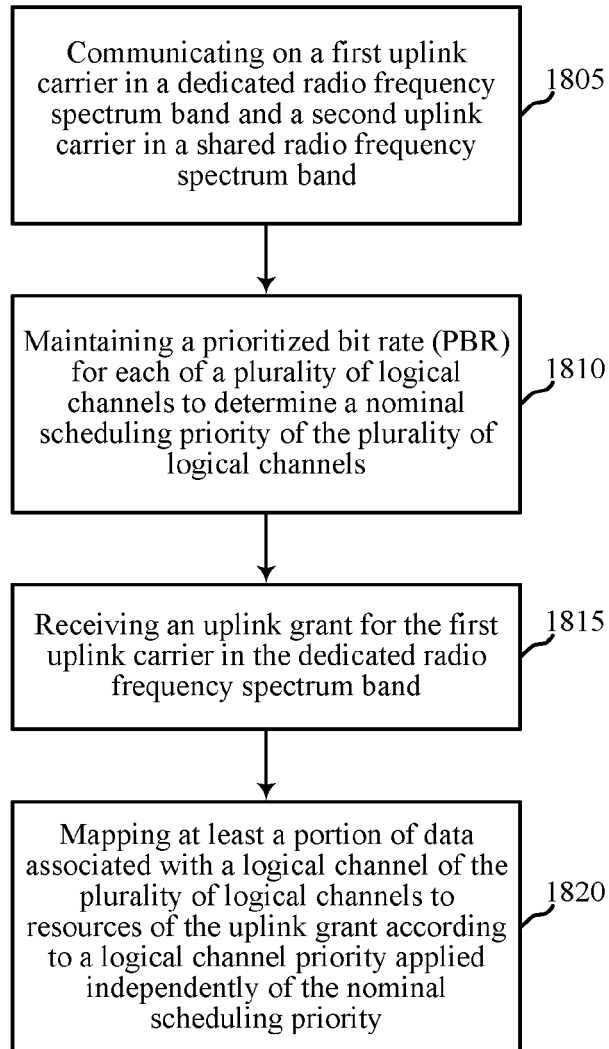 Communicating on a first uplink
carrier in a dedicated radio frequency
spectrum band and a second uplink
carrier in a shared radio frequency
spectrum band
1805
Maintaining a prioritized bit rate (PBR)
for each of a plurality of logical
channels to determine a nominal
scheduling priority of the plurality of
logical channels
1810
Receiving an uplink grant for the first
uplink carrier in the dedicated radio
frequency spectrum band
1815
Mapping at least a portion of data
associated with a logical channel of the
plurality of logical channels to
resources of the uplink grant according
to a logical channel priority applied
independently of the nominal
scheduling priority
1820